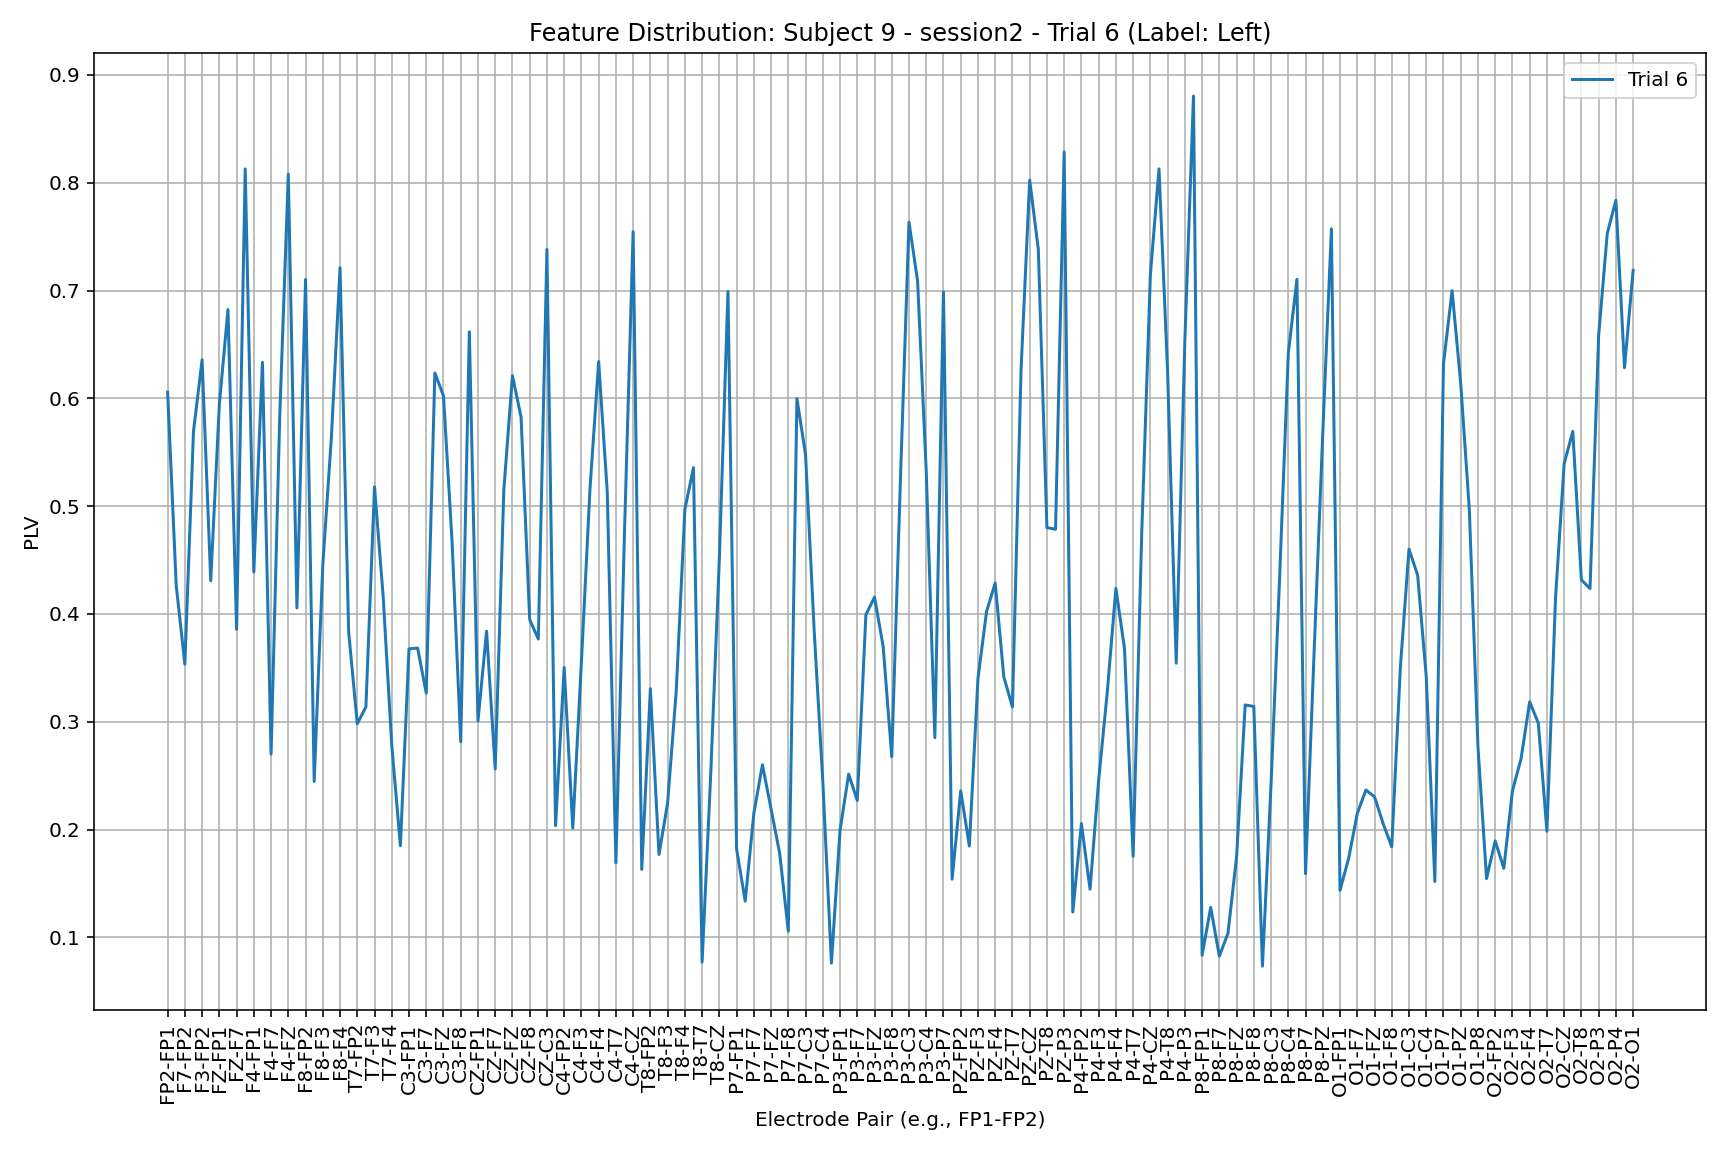 Feature Distribution: Subject 9 - session2 - Trial 6 (Label: Left)
Trial 6
0.9
0.8
0.7
0.6
0.5
0.4
0.3
0.2
0.1
PLV
FP2-FP1
F7-FP2
F3-FP2
FZ-FP1
FZ-F7
F4-FP1
F4-F7
F4-FZ
F8-FP2
F8-F3
F8-F4
T7-FP2
T7-F3
T7-F4
C3-FP1
C3-F7
C3-FZ
C3-F8
CZ-FP1
CZ-F7
CZ-FZ
CZ-F8
CZ-C3
C4-FP2
C4-F3
C4-F4
C4-T7
C4-CZ
T8-FP2
T8-F3
T8-F4
T8-T7
T8-CZ
P7-FP1
P7-F7
P7-FZ
P7-F8
P7-C3
P7-C4
P3-FP1
P3-F7
P3-FZ
P3-F8
P3-C3
P3-C4
P3-P7
PZ-FP2
PZ-F3
PZ-F4
PZ-T7
PZ-CZ
PZ-T8
PZ-P3
P4-FP2
P4-F3
P4-F4
P4-T7
P4-CZ
P4-T8
P4-P3
P8-FP1
P8-F7
P8-FZ
P8-F8
P8-C3
P8-C4
P8-P7
P8-PZ
O1-FP1
O1-F7
O1-FZ
O1-F8
O1-C3
O1-C4
O1-P7
O1-PZ
O1-P8
O2-FP2
O2-F3
O2-F4
O2-T7
O2-CZ
O2-T8
O2-P3
O2-P4
O2-O1
Electrode Pair (e.g., FP1-FP2)